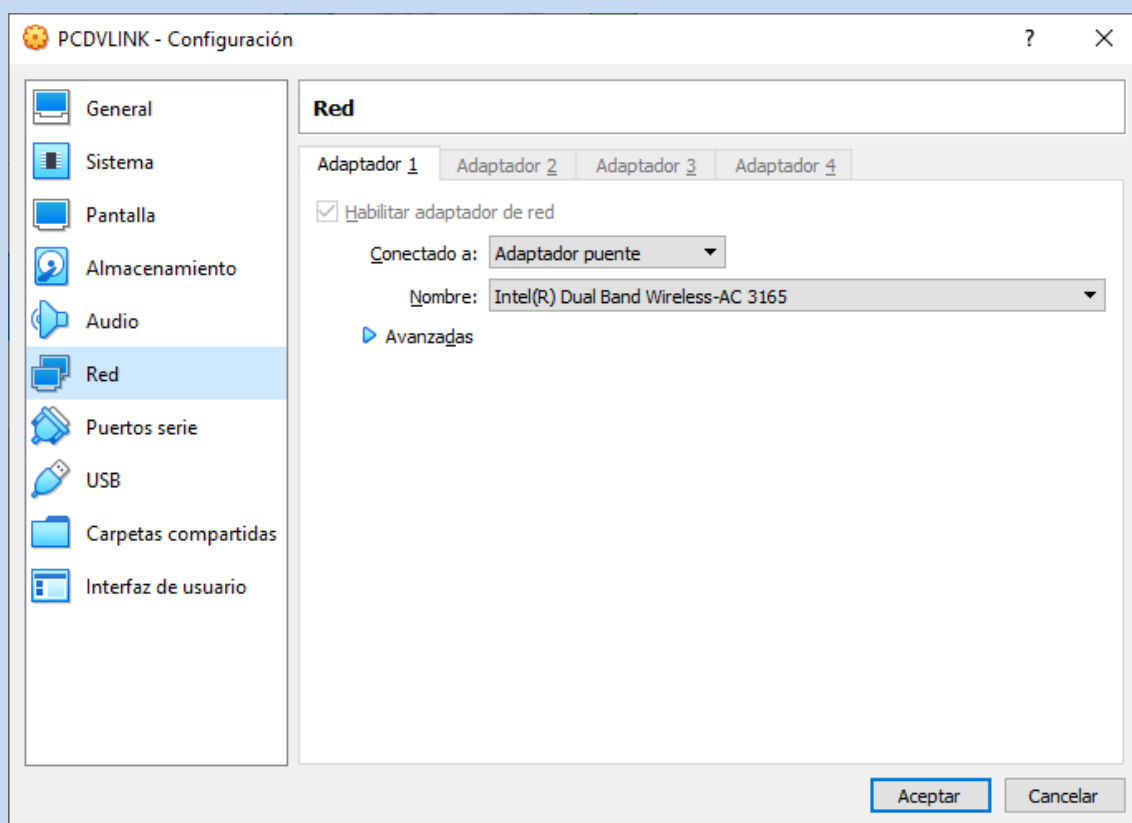 PCDVLINK - Configuración
?
General
Sistema
Pantalla
Almacenamiento
Audio
Red
Puertos serie
USB
Carpetas compartidas
Interfaz de usuario
Red
Adaptador 1 Adaptador 2 Adaptador 3 Adaptador 4
Habilitar adaptador de red
Conectado a: Adaptador puente
Nombre: Intel(R) Dual Band Wireless-AC 3165
Avanzadas
Aceptar Cancelar